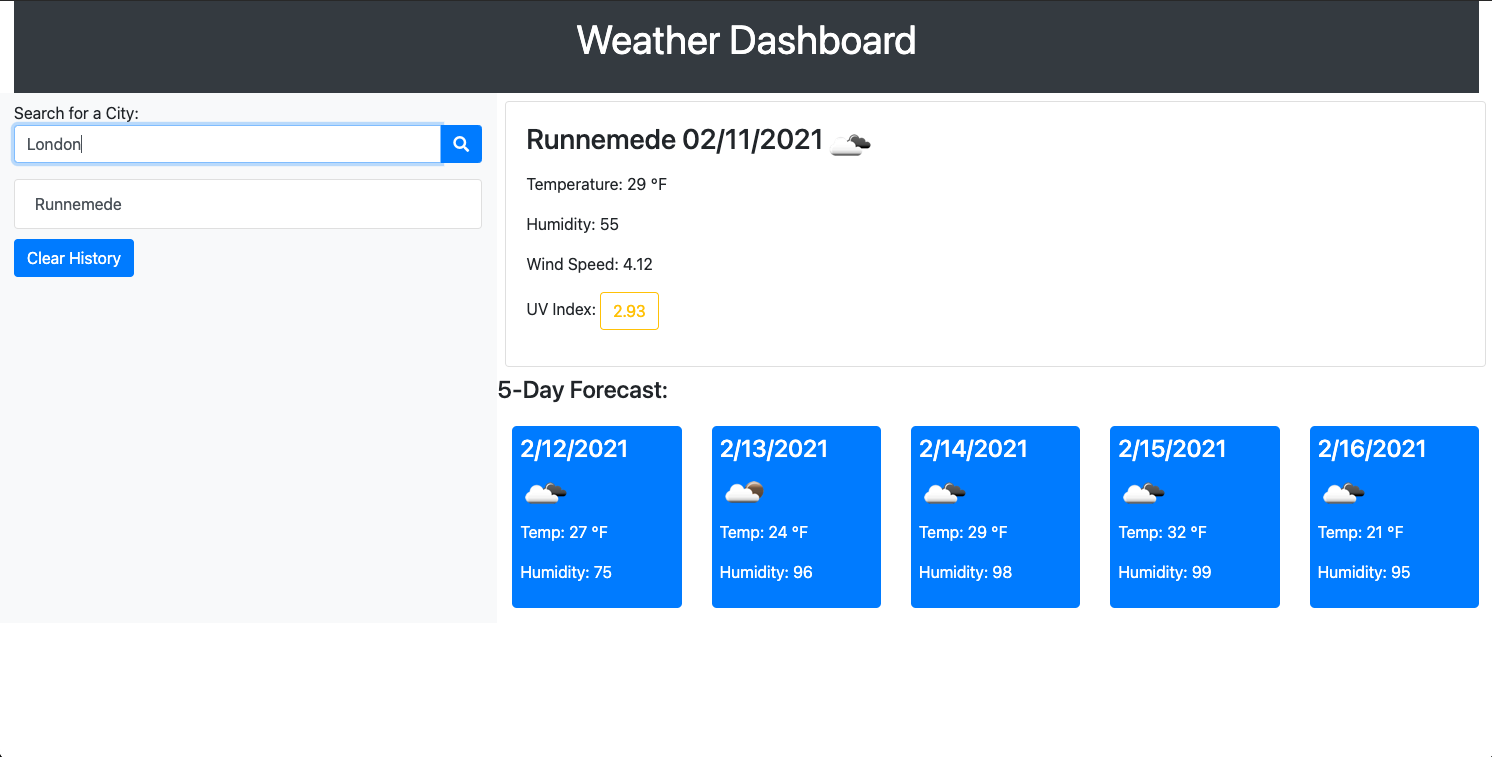 Weather Dashboard
Search for a City:
London
Runnemede
Clear History
Runnemede 02/11/2021
Temperature: 29 °F
Humidity: 55
Wind Speed: 4.12
UV Index: 2.93
5-Day Forecast:
2/12/2021
Temp: 27 °F
Humidity: 75
2/13/2021
Temp: 24 °F
Humidity: 96
2/14/2021
Temp: 29 °F
Humidity: 98
2/15/2021
Temp: 32 °F
Humidity: 99
2/16/2021
Temp: 21 °F
Humidity: 95